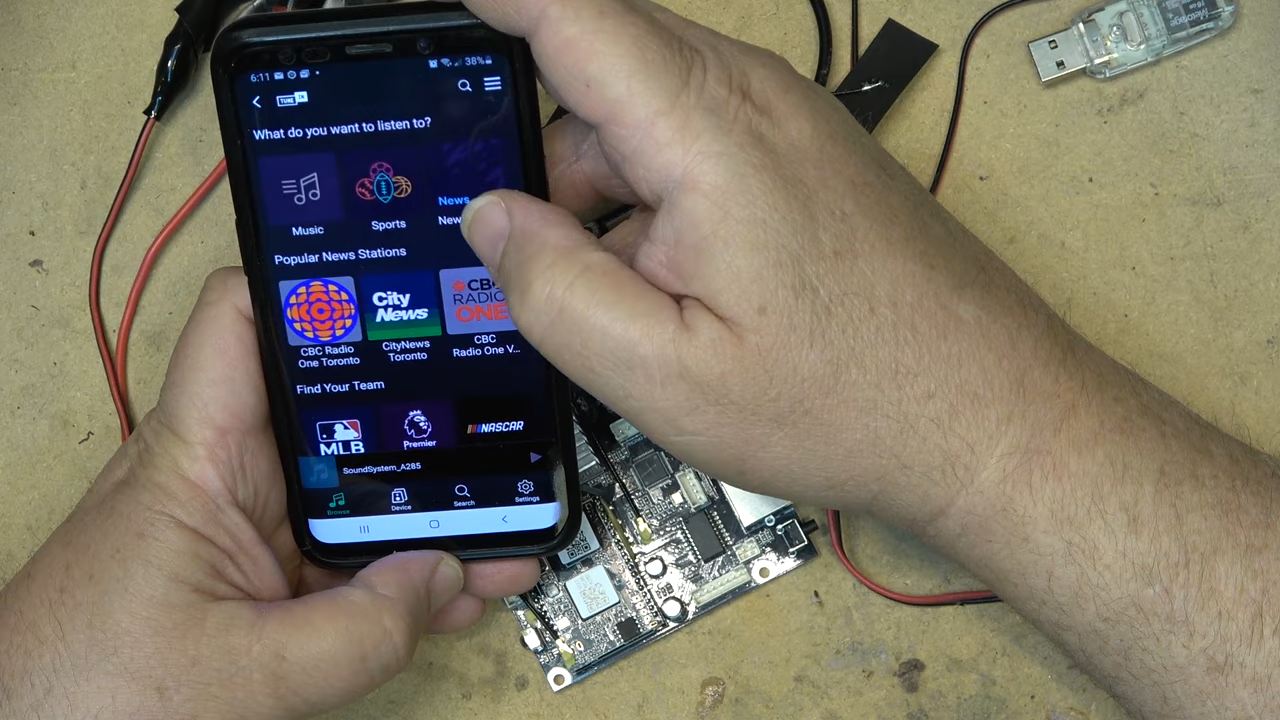 6:11
38%
TUNE IN
What do you want to listen to?
Music
Sports
News
New
Popular News Stations
City
News
CBC
RADIO
ONE
CBC Radio
One Toronto
CityNews
Toronto
CBC
Radio One V...
Find Your Team
MLB
Premier
NASCAR
SoundSystem_A285
Browse
Device
Search
Settings